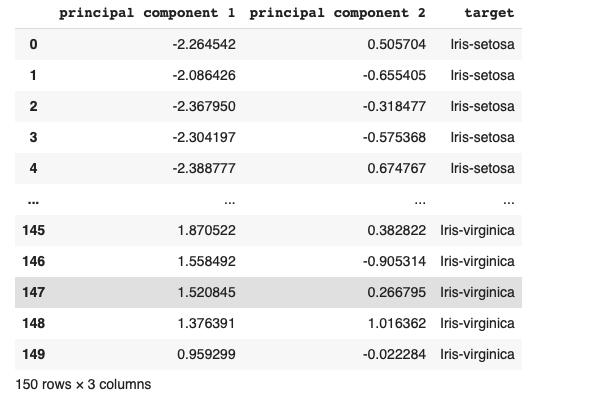 principal component 1 principal component 2 target
0 -2.264542 0.505704 Iris-setosa
1 -2.086426 -0.655405 Iris-setosa
2 -2.367950 -0.318477 Iris-setosa
3 -2.304197 -0.575368 Iris-setosa
4 -2.388777 0.674767 Iris-setosa
... ... ... ...
145 1.870522 0.382822 Iris-virginica
146 1.558492 -0.905314 Iris-virginica
147 1.520845 0.266795 Iris-virginica
148 1.376391 1.016362 Iris-virginica
149 0.959299 -0.022284 Iris-virginica
150 rows × 3 columns